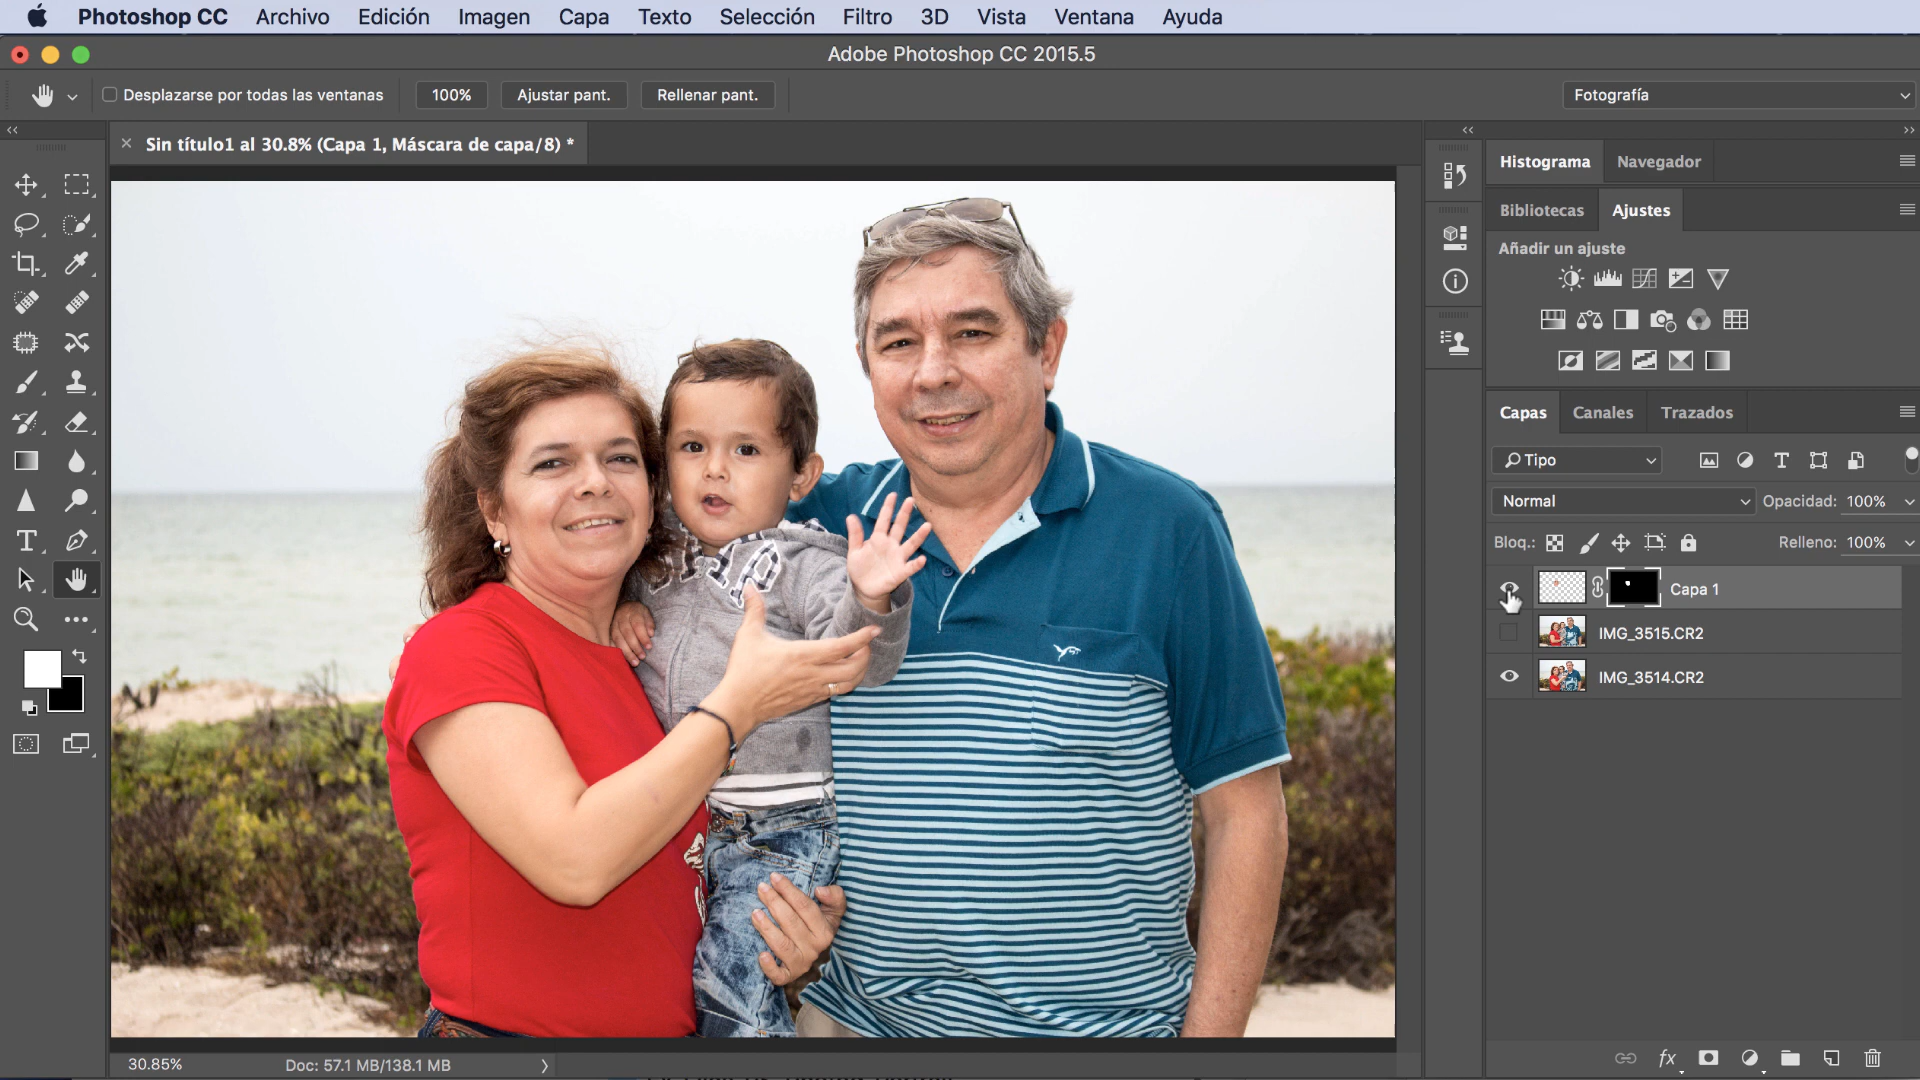 Photoshop CC Archivo Edición Imagen Capa Texto Selección Filtro 3D Vista Ventana Ayuda
Adobe Photoshop CC 2015.5
Desplazarse por todas las ventanas 100% Ajustar pant. Rellenar pant. Fotografía
Sin título1 al 30.8% (Capa 1, Máscara de capa/8) *
Histograma Navegador
Bibliotecas Ajustes
Añadir un ajuste
Capas Canales Trazados
Tipo
Normal Opacidad: 100%
Bloq.: Relleno: 100%
Capa 1
IMG_3515.CR2
IMG_3514.CR2
30.85% Doc: 57.1 MB/138.1 MB